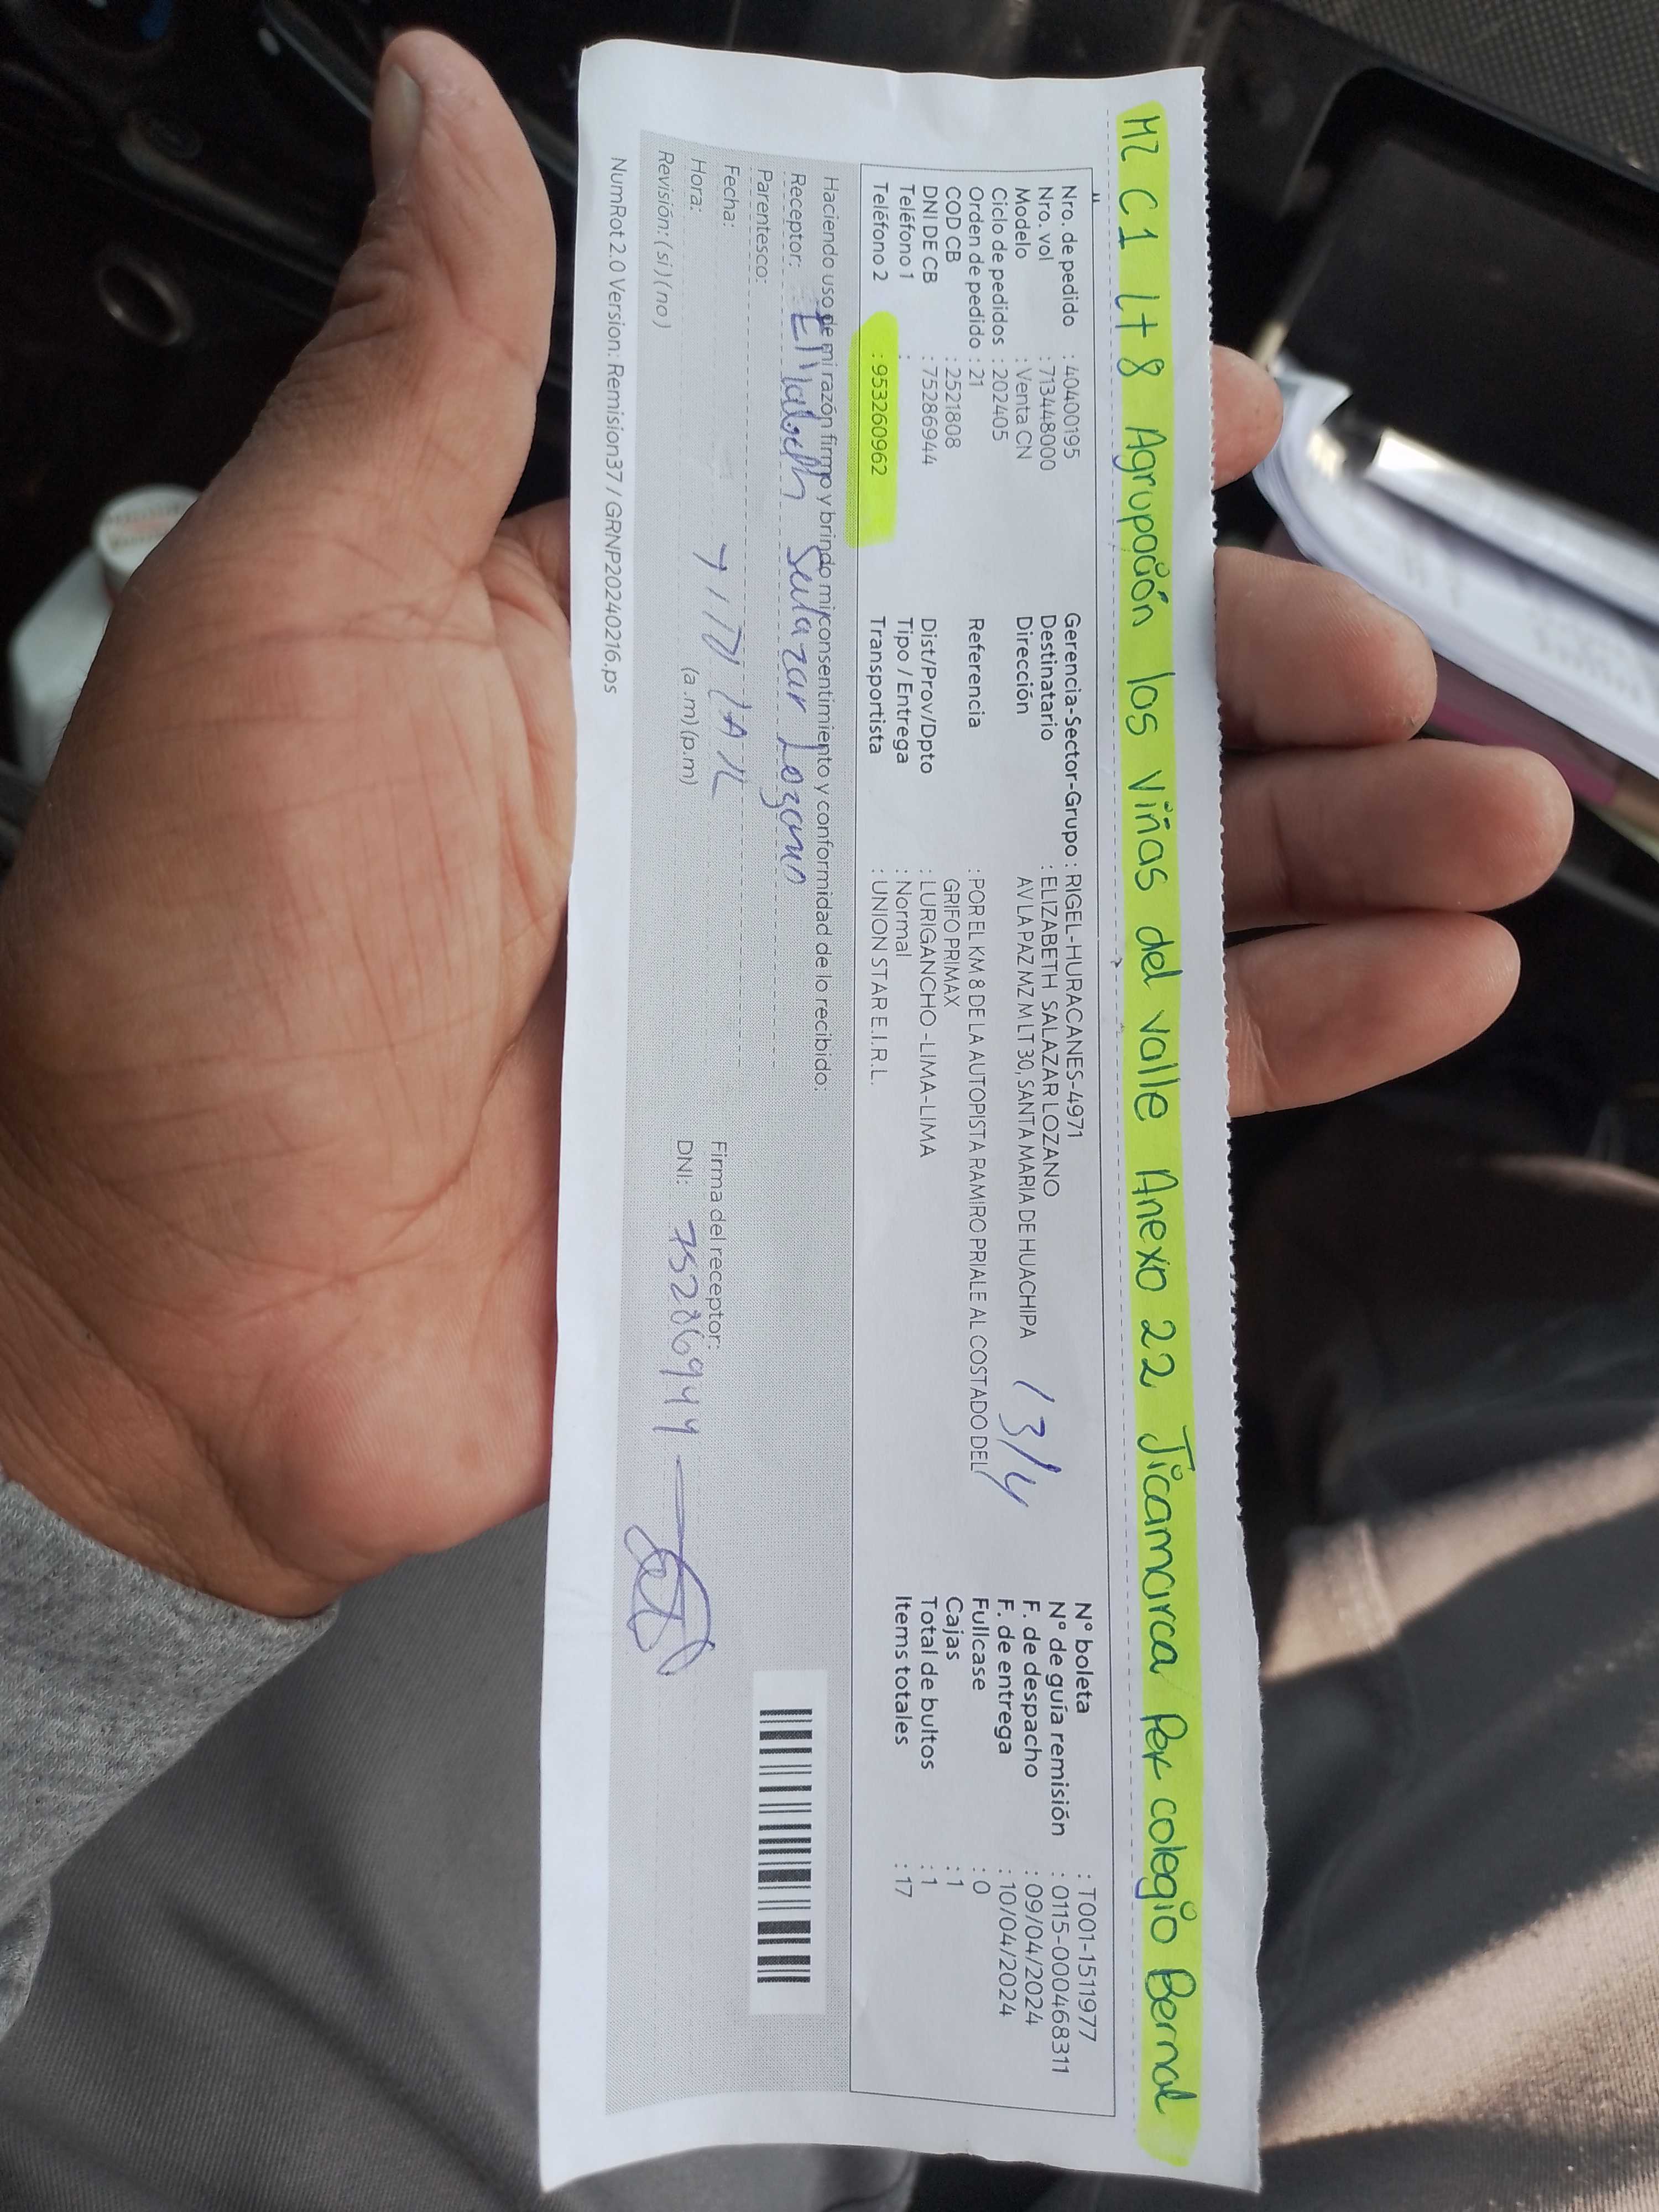 MZ C1 Lt 8 Agrupación los viñas del valle Anexo 22 Jicamarca / Per colegio Bernal
Nro. de pedido : 40400195
Nro. vol : 713448000
Modelo : Venta CN
Ciclo de pedidos : 202405
Orden de pedido : 21
COD CB : 2521808
DNI DE CB : 75286944
Teléfono 1 :
Teléfono 2 : 953260962
Gerencia-Sector-Grupo : RIGEL-HURACANES-4971
Destinatario : ELIZABETH SALAZAR LOZANO
Dirección AV LA PAZ MZ M LT 30, SANTA MARIA DE HUACHIPA
13/4
Referencia : POR EL KM 8 DE LA AUTOPISTA RAMIRO PRIALE AL COSTADO DEL
GRIFO PRIMAX
Dist/Prov/Dpto : LURIGANCHO -LIMA-LIMA
Tipo / Entrega : Normal
Transportista : UNION STAR E.I.R.L.
N° boleta : T001-1511977
N° de guía remisión : 0115-0000468311
F. de despacho : 09/04/2024
F. de entrega : 10/04/2024
Fullcase : 0
Cajas : 1
Total de bultos : 1
Items totales : 17
Haciendo uso de mi razón firmo y brindo mi consentimiento y conformidad de lo recibido:
Receptor: Elizabeth Salazar Lozano
Parentesco:
Fecha:
Hora: (a.m) (p.m)
Revisión: ( si ) ( no )
Firma del receptor:
DNI: 75286944
NumRot 2.0 Version: Remision37 / GRNP20240216.ps